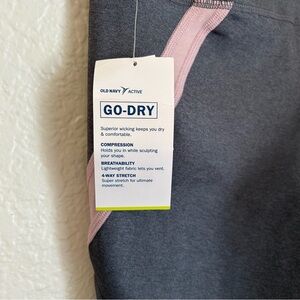 OLD NAVY ACTIVE
GO-DRY
Superior wicking keeps you dry
& comfortable.
COMPRESSION
Holds you in while sculpting
your shape.
BREATHABILITY
Lightweight fabric lets you vent.
4-WAY STRETCH
Super stretch for ultimate
movement.